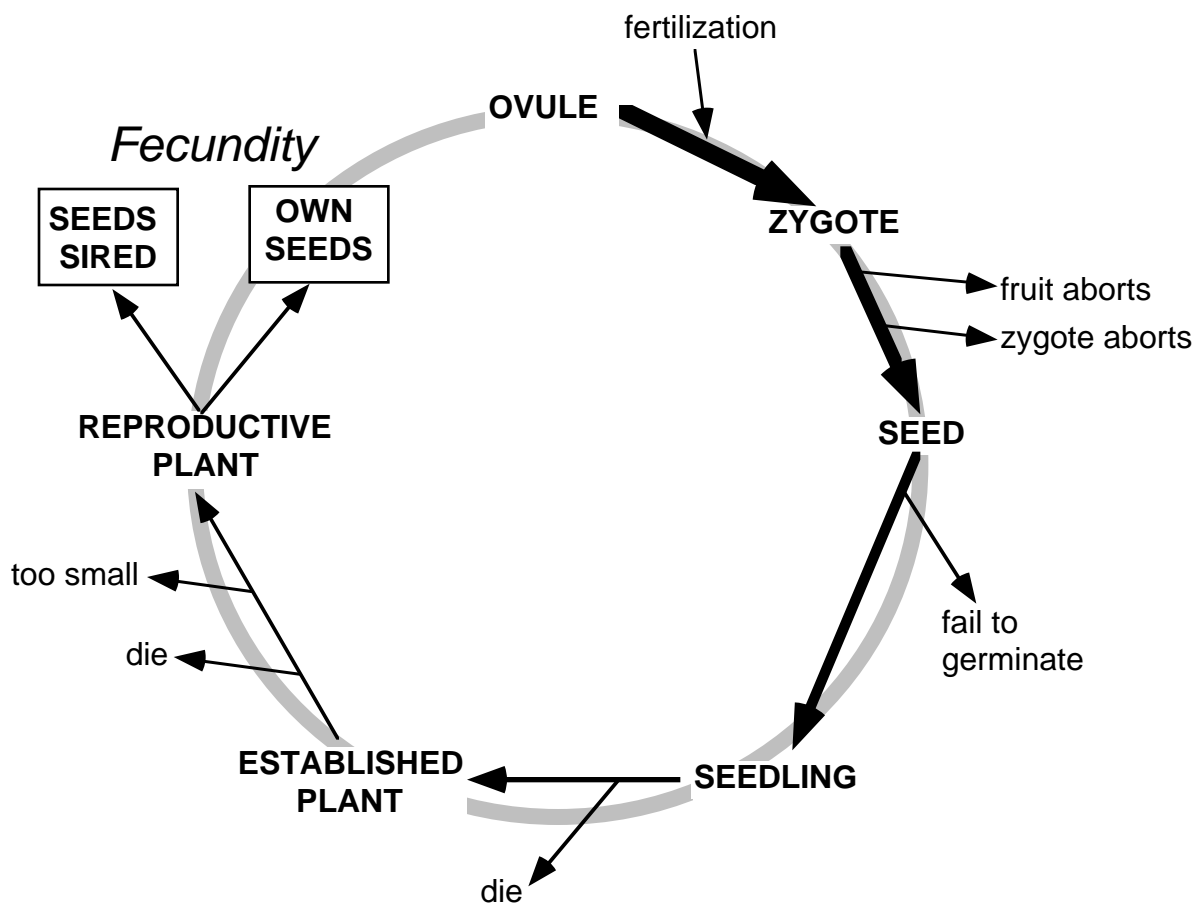 fertilization
OVULE
Fecundity
SEEDS
SIRED
OWN
SEEDS
ZYGOTE
fruit aborts
zygote aborts
SEED
REPRODUCTIVE
PLANT
too small
die
fail to
germinate
ESTABLISHED
PLANT
SEEDLING
die